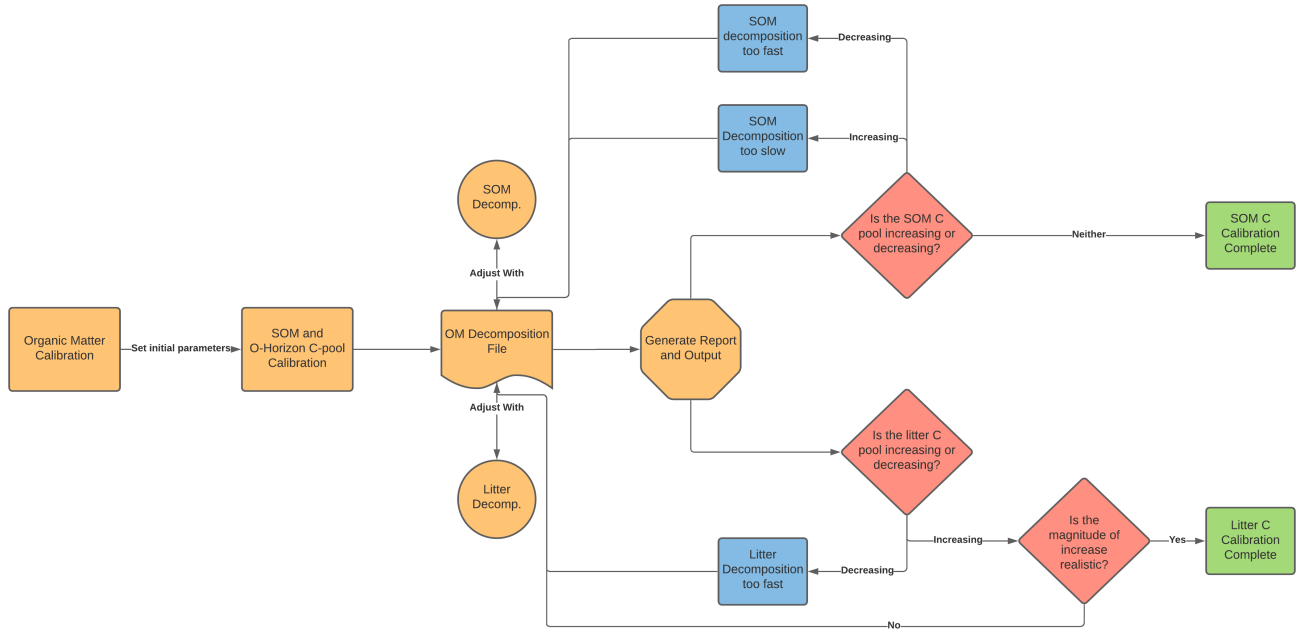 SOM
decomposition
too fast
Decreasing
SOM
Decomposition
too slow
Increasing
SOM
Decomp.
Is the SOM C
pool increasing or
decreasing?
Neither
SOM C
Calibration
Complete
Adjust With
Organic Matter
Calibration
Set initial parameters
SOM and
O-Horizon C-pool
Calibration
OM Decomposition
File
Generate Report
and Output
Adjust With
Is the litter C
pool increasing or
decreasing?
Litter
Decomp.
Increasing
Is the
magnitude of
increase
realistic?
Yes
Litter C
Calibration
Complete
Litter
Decomposition
too fast
Decreasing
No